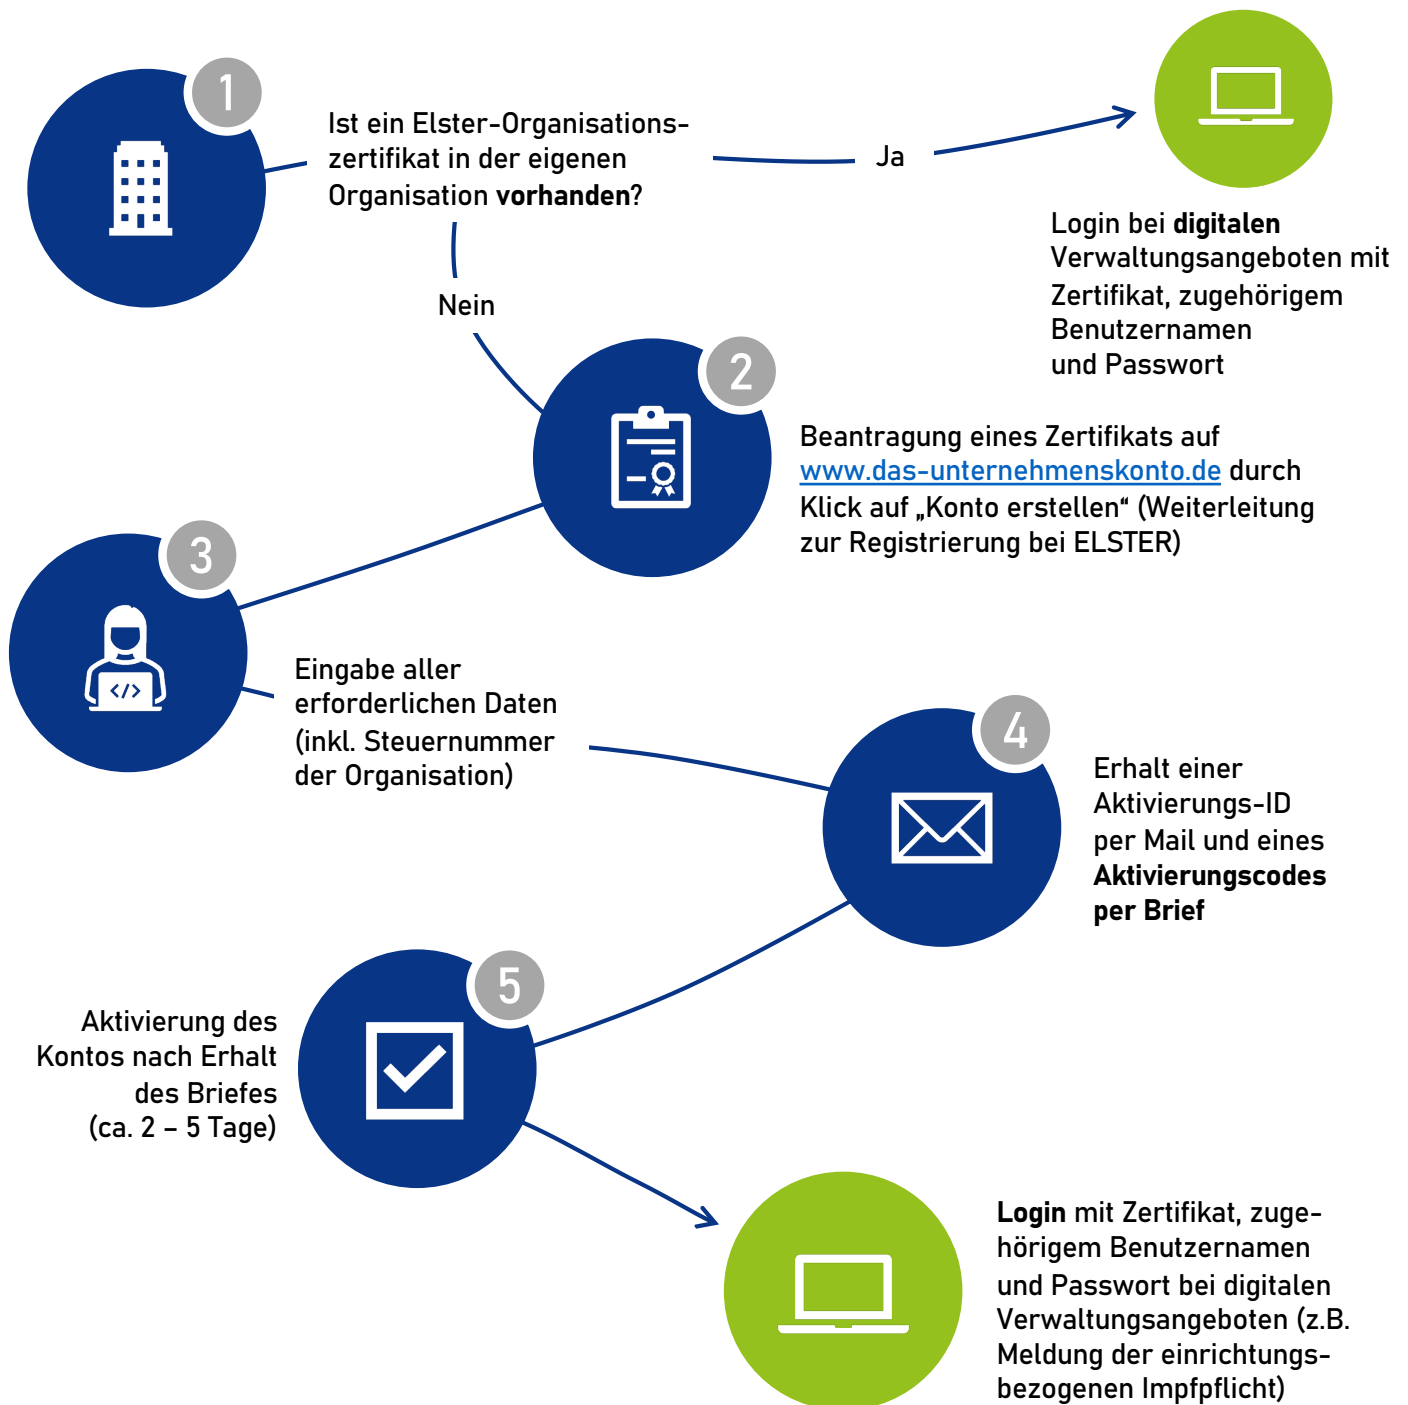 1
Ist ein Elster-Organisations-
zertifikat in der eigenen
Organisation vorhanden?
Ja
Login bei digitalen
Verwaltungsangeboten mit
Zertifikat, zugehörigem
Benutzernamen
und Passwort
Nein
2
Beantragung eines Zertifikats auf
www.das-unternehmenskonto.de durch
Klick auf „Konto erstellen“ (Weiterleitung
zur Registrierung bei ELSTER)
3
</>
Eingabe aller
erforderlichen Daten
(inkl. Steuernummer
der Organisation)
4
Erhalt einer
Aktivierungs-ID
per Mail und eines
Aktivierungscodes
per Brief
5
Aktivierung des
Kontos nach Erhalt
des Briefes
(ca. 2 – 5 Tage)
Login mit Zertifikat, zuge-
hörigem Benutzernamen
und Passwort bei digitalen
Verwaltungsangeboten (z.B.
Meldung der einrichtungs-
bezogenen Impfpflicht)